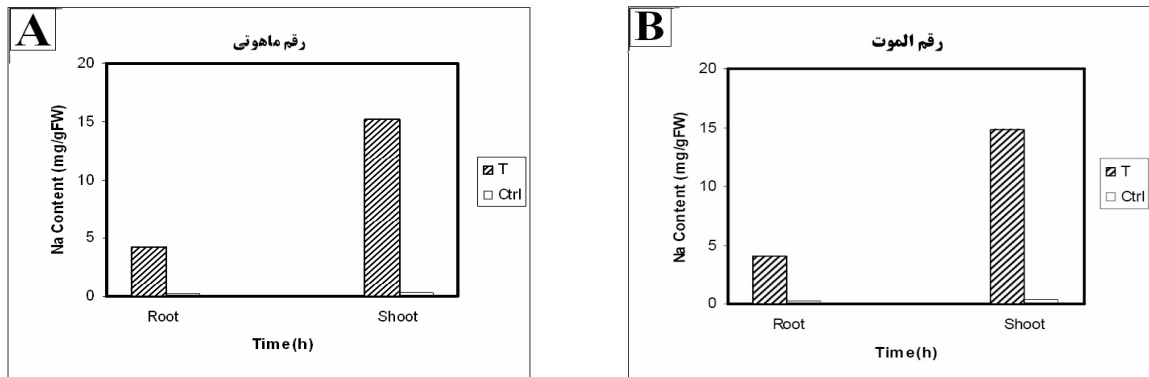 A
رقم ماهوتی
20
15
10
5
0
Na Content (mg/gFW)
Root Shoot
Time (h)
T
Ctrl
B
رقم الموت
20
15
10
5
0
Na Content (mg/gFW)
Root Shoot
Time (h)
T
Ctrl